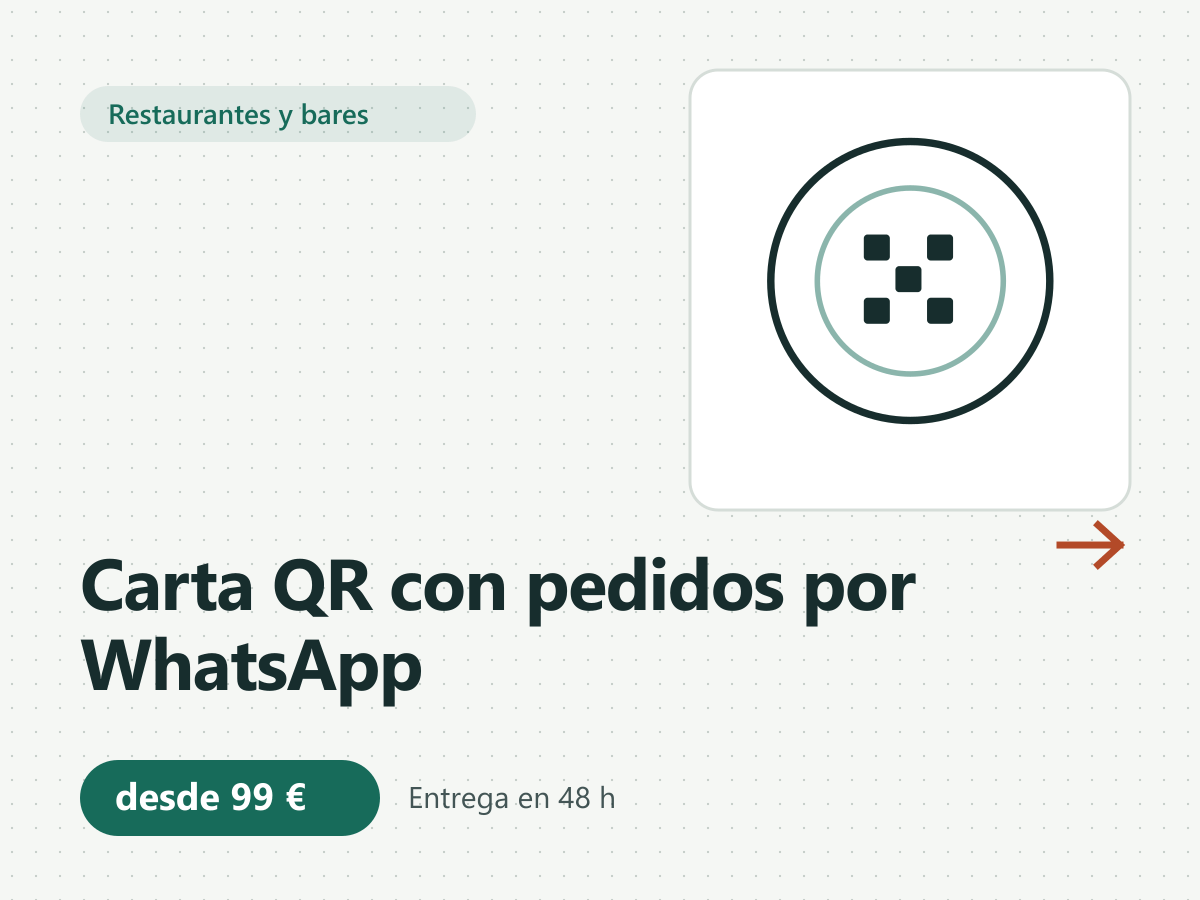 Restaurantes y bares
Carta QR con pedidos por
WhatsApp
desde 99 €
Entrega en 48 h